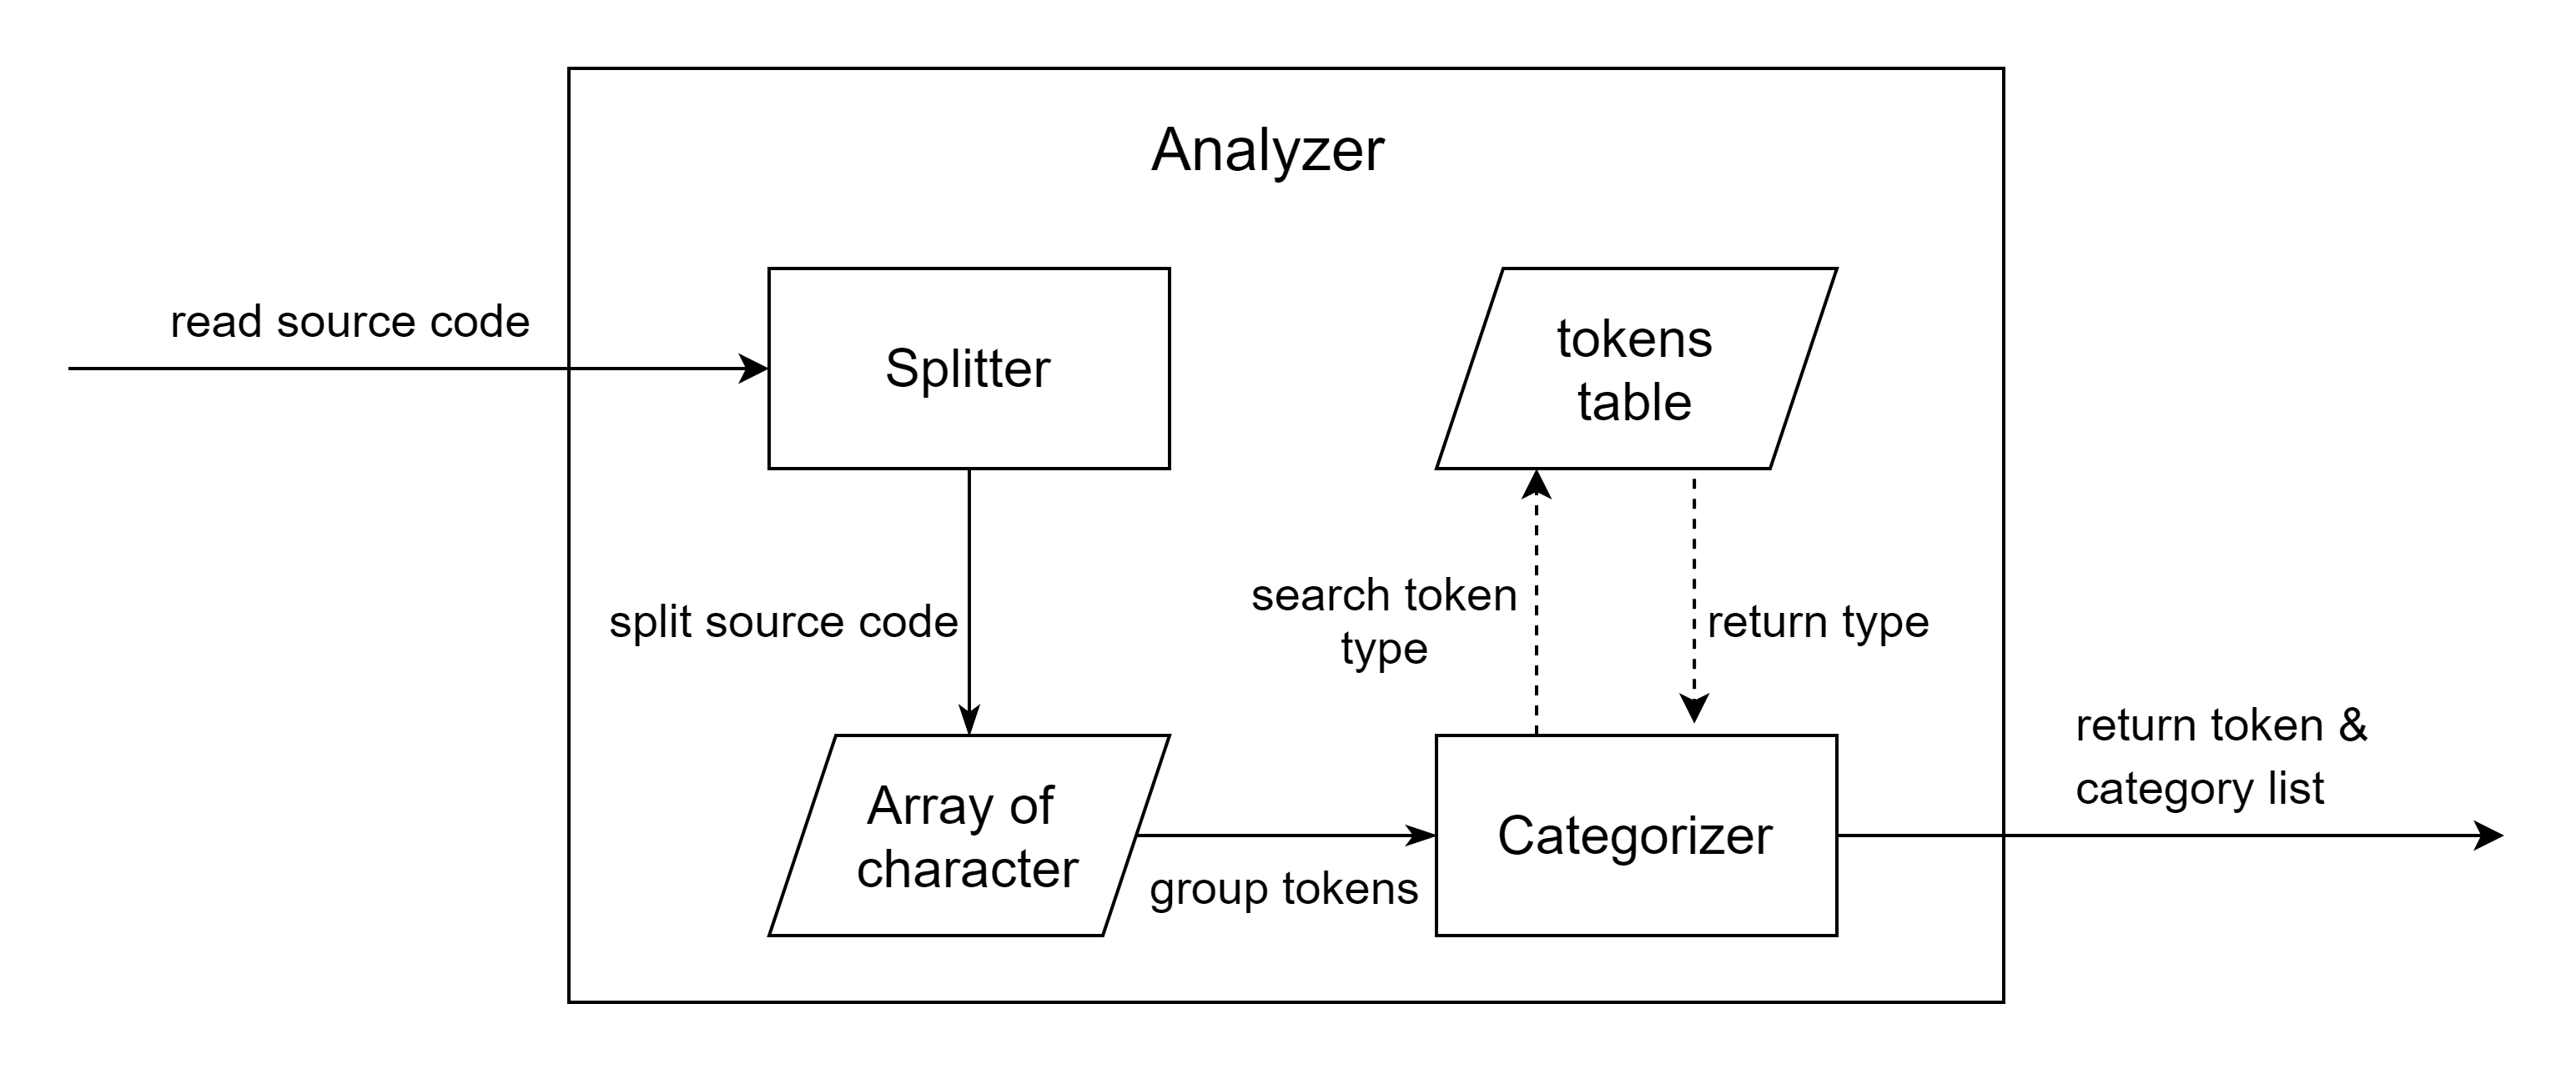 Analyzer
read source code
Splitter
tokens
table
split source code
search token
type
return type
Array of
character
group tokens
Categorizer
return token &
category list